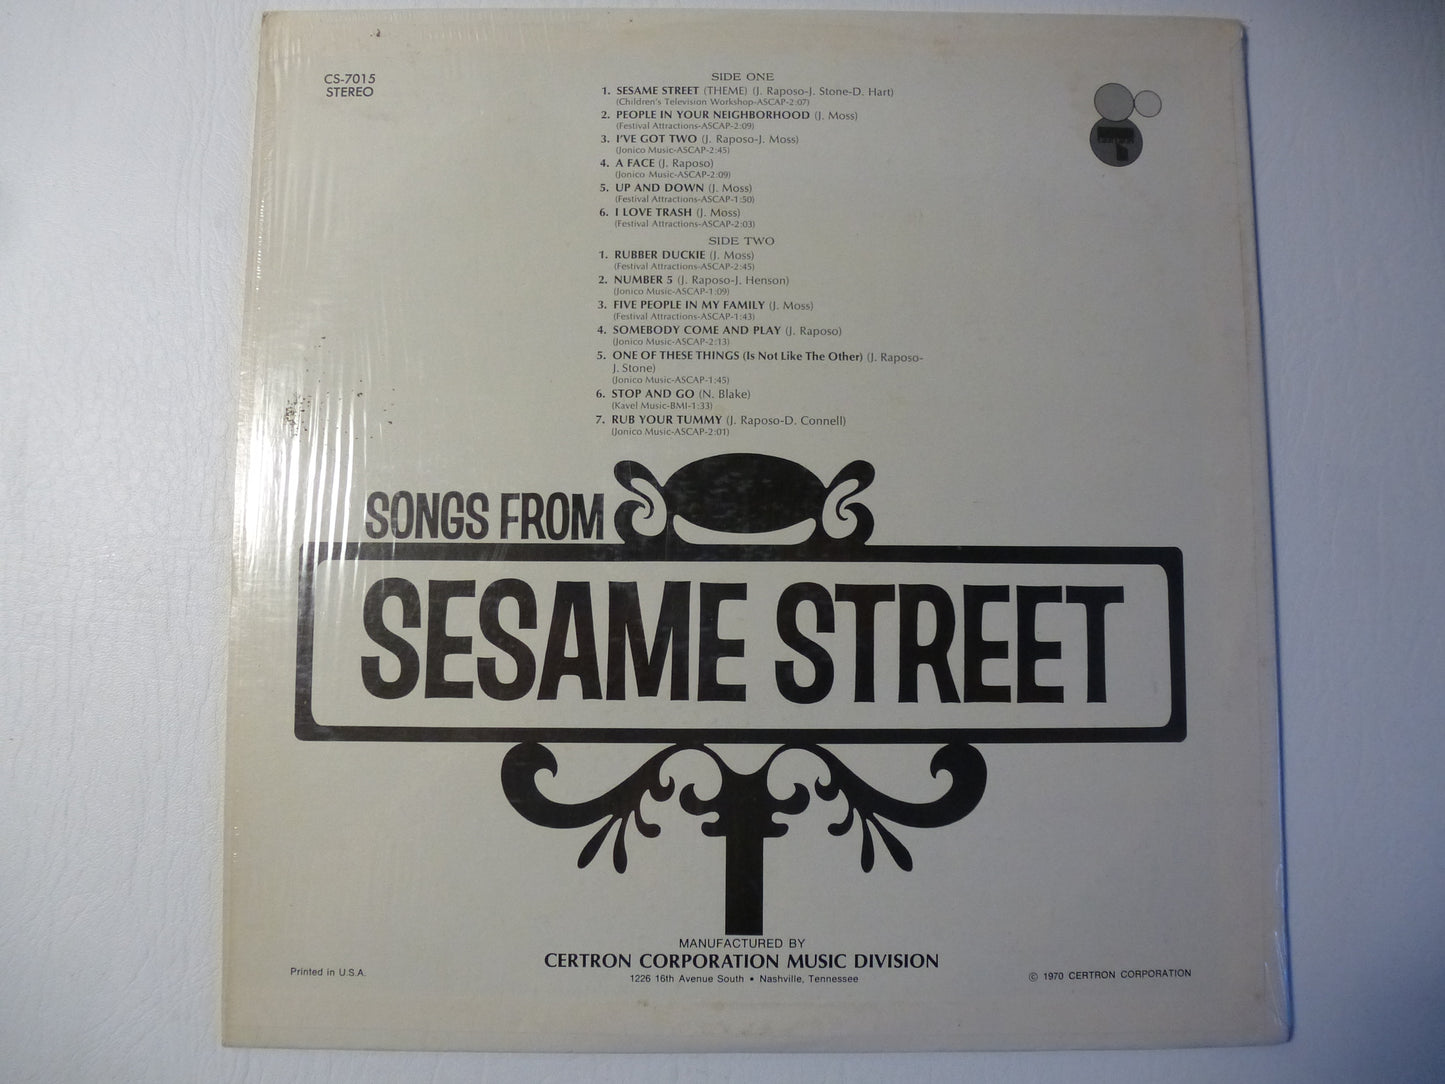 CS-7015
STEREO
SIDE ONE
1. SESAME STREET (THEME) (J. Raposo-J. Stone-D. Hart)
(Children's Television Workshop-ASCAP-2:07)
2. PEOPLE IN YOUR NEIGHBORHOOD (J. Moss)
(Festival Attractions-ASCAP-2:09)
3. I'VE GOT TWO (J. Raposo-J. Moss)
(Jonico Music-ASCAP-2:45)
4. A FACE (J. Raposo)
(Jonico Music-ASCAP-2:09)
5. UP AND DOWN (J. Moss)
(Festival Attractions-ASCAP-1:50)
6. I LOVE TRASH (J. Moss)
(Festival Attractions-ASCAP-2:03)
SIDE TWO
1. RUBBER DUCKIE (J. Moss)
(Festival Attractions-ASCAP-2:45)
2. NUMBER 5 (J. Raposo-J. Henson)
(Jonico Music-ASCAP-1:09)
3. FIVE PEOPLE IN MY FAMILY (J. Moss)
(Festival Attractions-ASCAP-1:43)
4. SOMEBODY COME AND PLAY (J. Raposo)
(Jonico Music-ASCAP-2:13)
5. ONE OF THESE THINGS (Is Not Like The Other) (J. Raposo-
J. Stone)
(Jonico Music-ASCAP-1:45)
6. STOP AND GO (N. Blake)
(Kavel Music-BMI-1:33)
7. RUB YOUR TUMMY (J. Raposo-D. Connell)
(Jonico Music-ASCAP-2:01)
CERTRON
SONGS FROM
SESAME STREET
MANUFACTURED BY
CERTRON CORPORATION MUSIC DIVISION
1226 16th Avenue South • Nashville, Tennessee
Printed in U.S.A.
© 1970 CERTRON CORPORATION